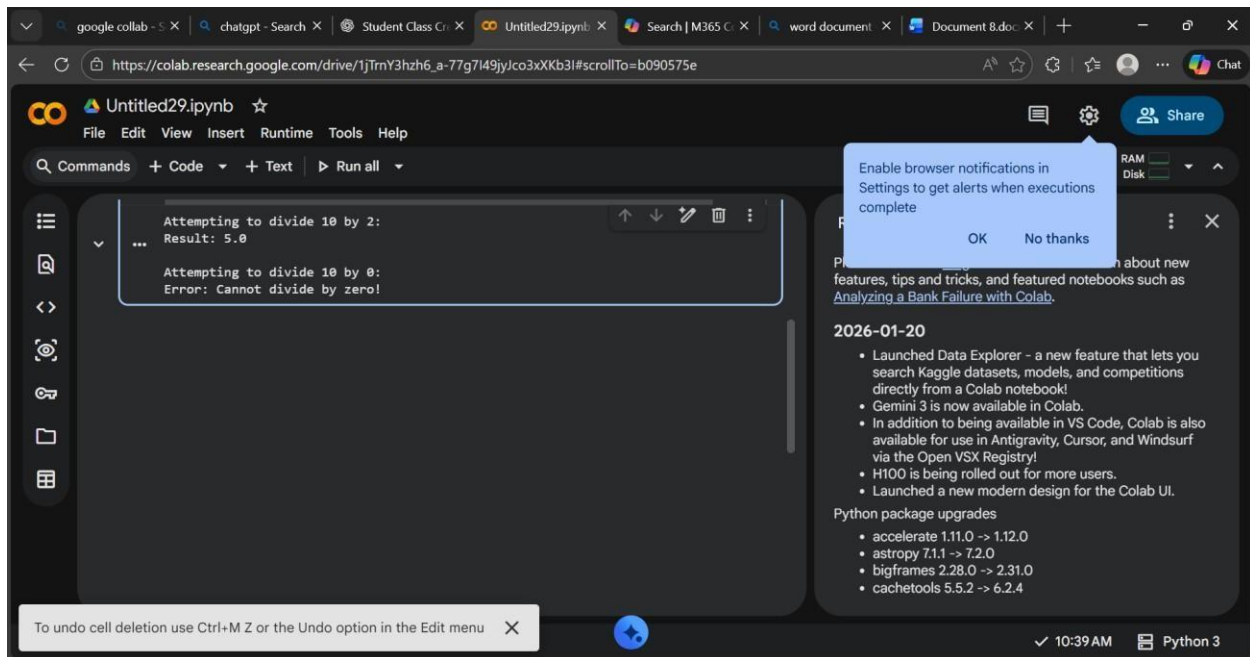 google collab - S
chatgpt - Search
Student Class Cr
Untitled29.ipynb
Search | M365 C
word document
Document 8.doc
https://colab.research.google.com/drive/1jTrnY3hzh6_a-77g7I49jyJco3xXKb3I#scrollTo=b090575e
Chat
Untitled29.ipynb
File Edit View Insert Runtime Tools Help
Share
Commands + Code + Text Run all
RAM
Disk
Enable browser notifications in
Settings to get alerts when executions
complete
OK No thanks
Attempting to divide 10 by 2:
Result: 5.0
Attempting to divide 10 by 0:
Error: Cannot divide by zero!
about new
features, tips and tricks, and featured notebooks such as
Analyzing a Bank Failure with Colab.
2026-01-20
• Launched Data Explorer - a new feature that lets you
search Kaggle datasets, models, and competitions
directly from a Colab notebook!
• Gemini 3 is now available in Colab.
• In addition to being available in VS Code, Colab is also
available for use in Antigravity, Cursor, and Windsurf
via the Open VSX Registry!
• H100 is being rolled out for more users.
• Launched a new modern design for the Colab UI.
Python package upgrades
• accelerate 1.11.0 -> 1.12.0
• astropy 7.1.1 -> 7.2.0
• bigframes 2.28.0 -> 2.31.0
• cachetools 5.5.2 -> 6.2.4
To undo cell deletion use Ctrl+M Z or the Undo option in the Edit menu
10:39 AM Python 3